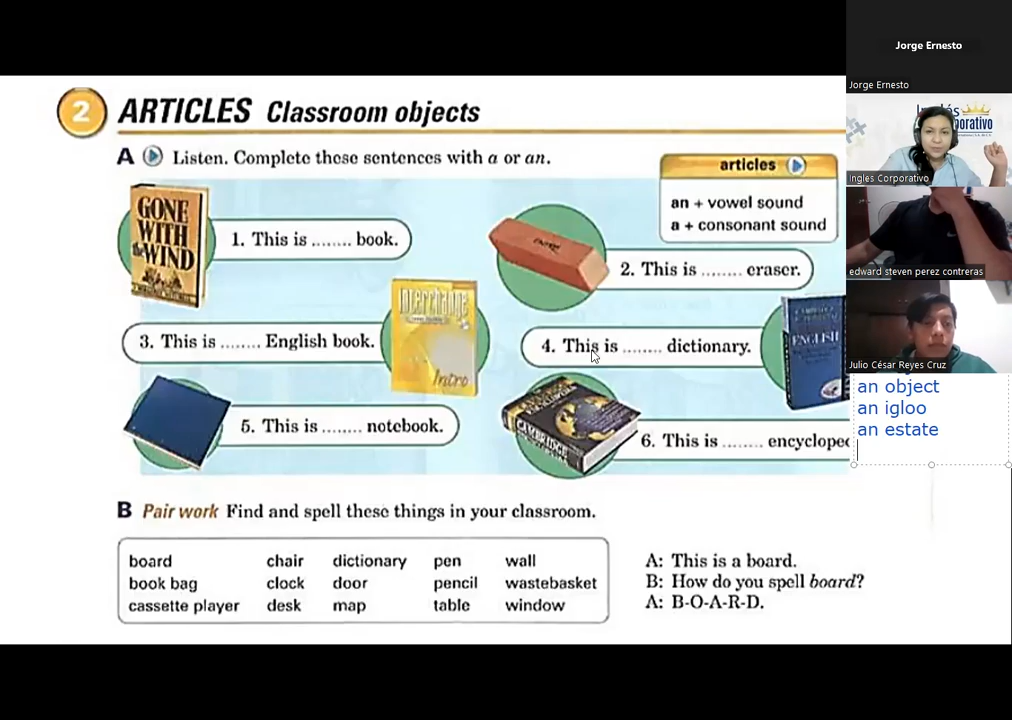 Jorge Ernesto
Jorge Ernesto
2 ARTICLES Classroom objects
A Listen. Complete these sentences with a or an.
articles
an + vowel sound
a + consonant sound
GONE
WITH
the WIND
1. This is ........ book.
2. This is ........ eraser.
Interchange
Intro
3. This is ........ English book.
4. This is ........ dictionary.
ENGLISH
5. This is ........ notebook.
CAMBRIDGE
6. This is ........ encycloped
Ingles Corporativo
edward steven perez contreras
Julio César Reyes Cruz
an object
an igloo
an estate
B Pair work Find and spell these things in your classroom.
board chair dictionary pen wall
book bag clock door pencil wastebasket
cassette player desk map table window
A: This is a board.
B: How do you spell board?
A: B-O-A-R-D.